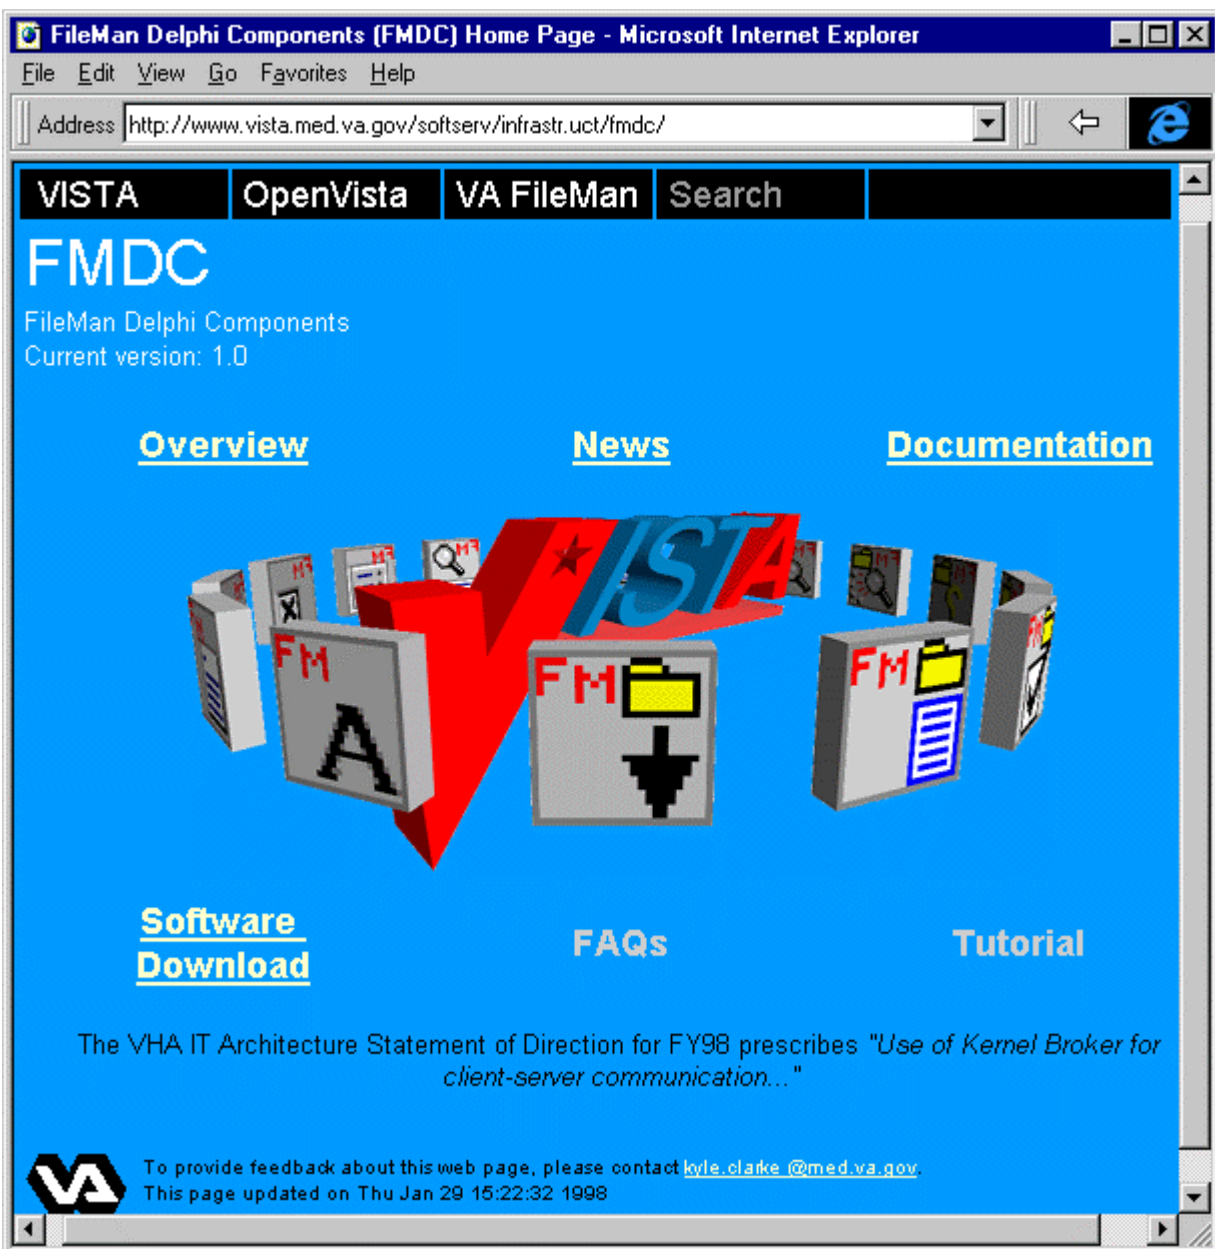 FileMan Delphi Components (FMDC) Home Page - Microsoft Internet Explorer
File Edit View Go Favorites Help
Address http://www.vista.med.va.gov/softserv/infrastr.uct/fmdc/
VISTA OpenVista VA FileMan Search
FMDC
FileMan Delphi Components
Current version: 1.0
Overview News Documentation
VISTA
FM
A
FM
FM
Software
Download
FAQs Tutorial
The VHA IT Architecture Statement of Direction for FY98 prescribes "Use of Kernel Broker for
client-server communication..."
VA
To provide feedback about this web page, please contact kyle.clarke @med.va.gov.
This page updated on Thu Jan 29 15:22:32 1998